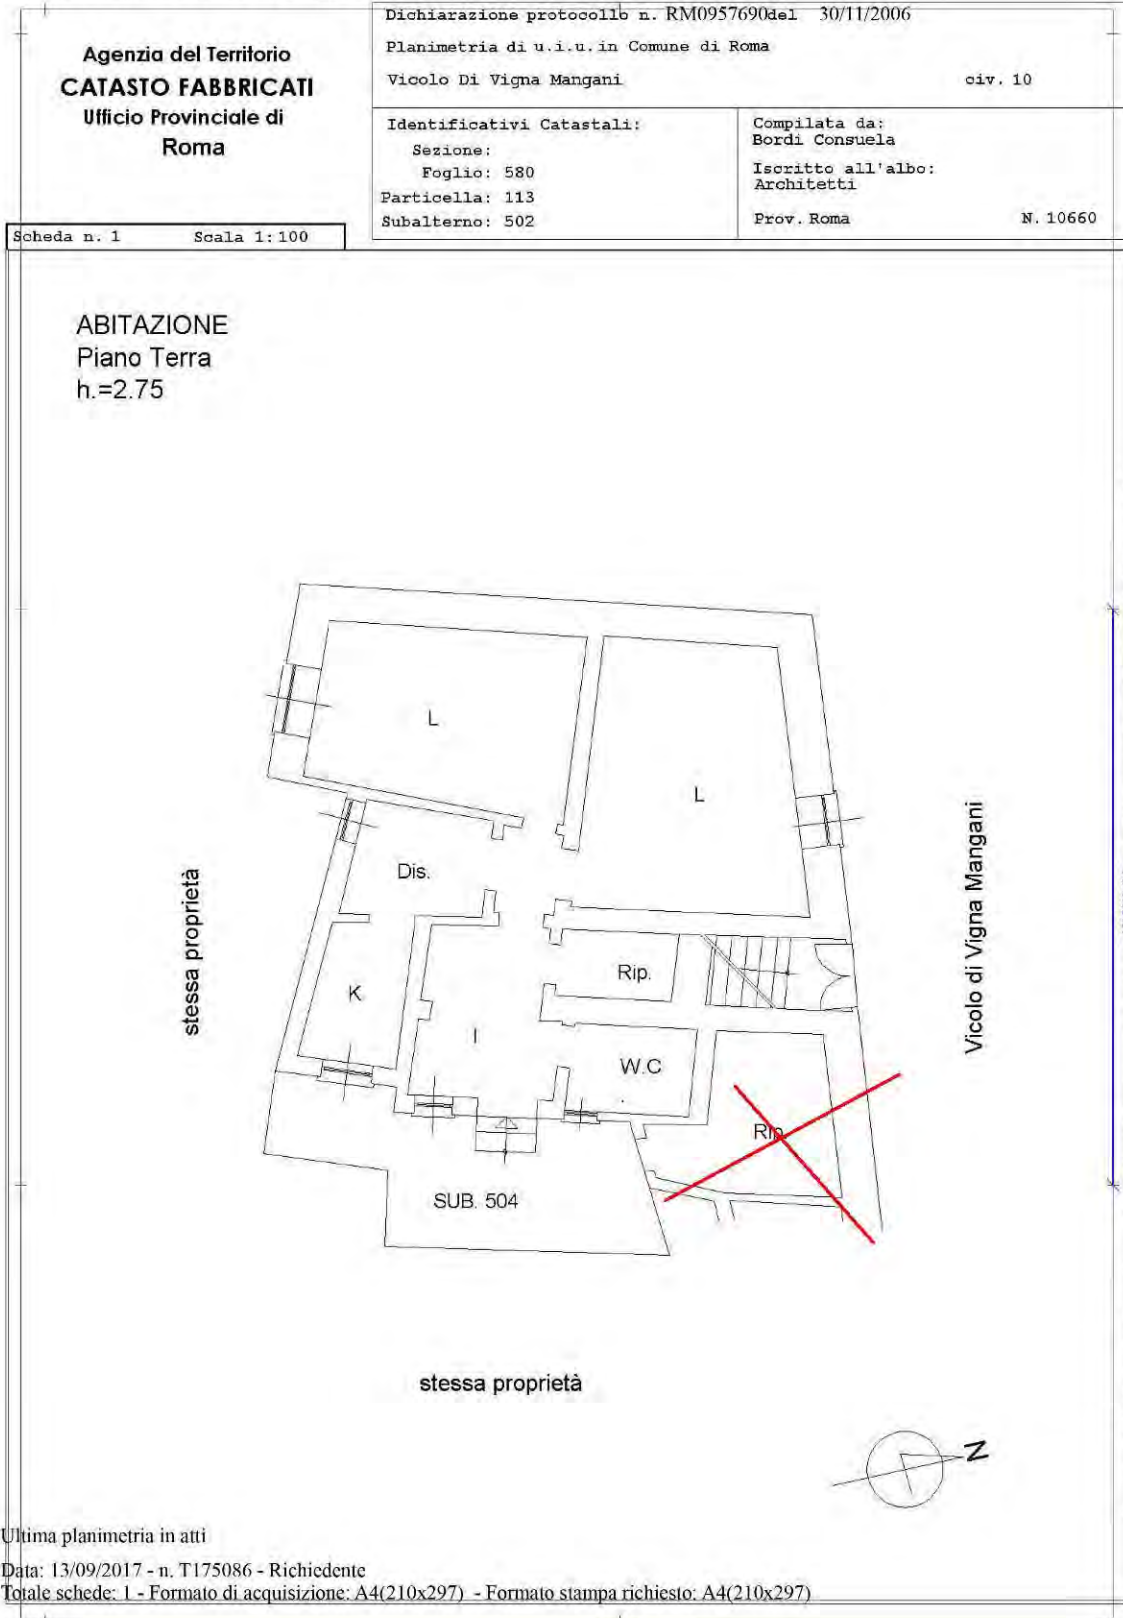 Agenzia del Territorio
CATASTO FABBRICATI
Ufficio Provinciale di
Roma
Dichiarazione protocollo n. RM0957690del 30/11/2006
Planimetria di u.i.u. in Comune di Roma
Vicolo Di Vigna Mangani civ. 10
Identificativi Catastali:
Sezione:
Foglio: 580
Particella: 113
Subalterno: 502
Compilata da:
Bordi Consuela
Iscritto all'albo:
Architetti
Prov. Roma N. 10660
Scheda n. 1 Scala 1:100
ABITAZIONE
Piano Terra
h.=2.75
L
L
Dis.
stessa proprietà
Vicolo di Vigna Mangani
K
Rip.
I
W.C
Rip.
SUB. 504
stessa proprietà
N
Ultima planimetria in atti
Data: 13/09/2017 - n. T175086 - Richiedente
Totale schede: 1 - Formato di acquisizione: A4(210x297) - Formato stampa richiesto: A4(210x297)